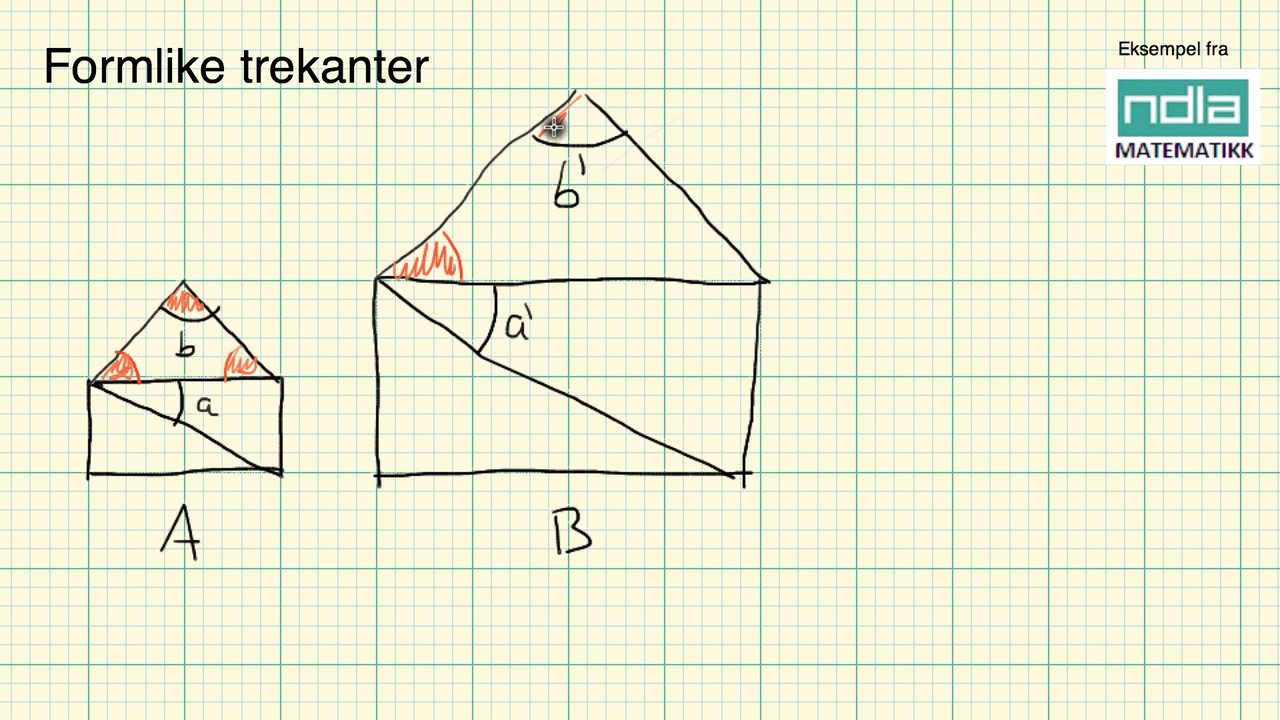 Formlike trekanter
Eksempel fra
ndla
MATEMATIKK
b'
a'
b
a
A
B